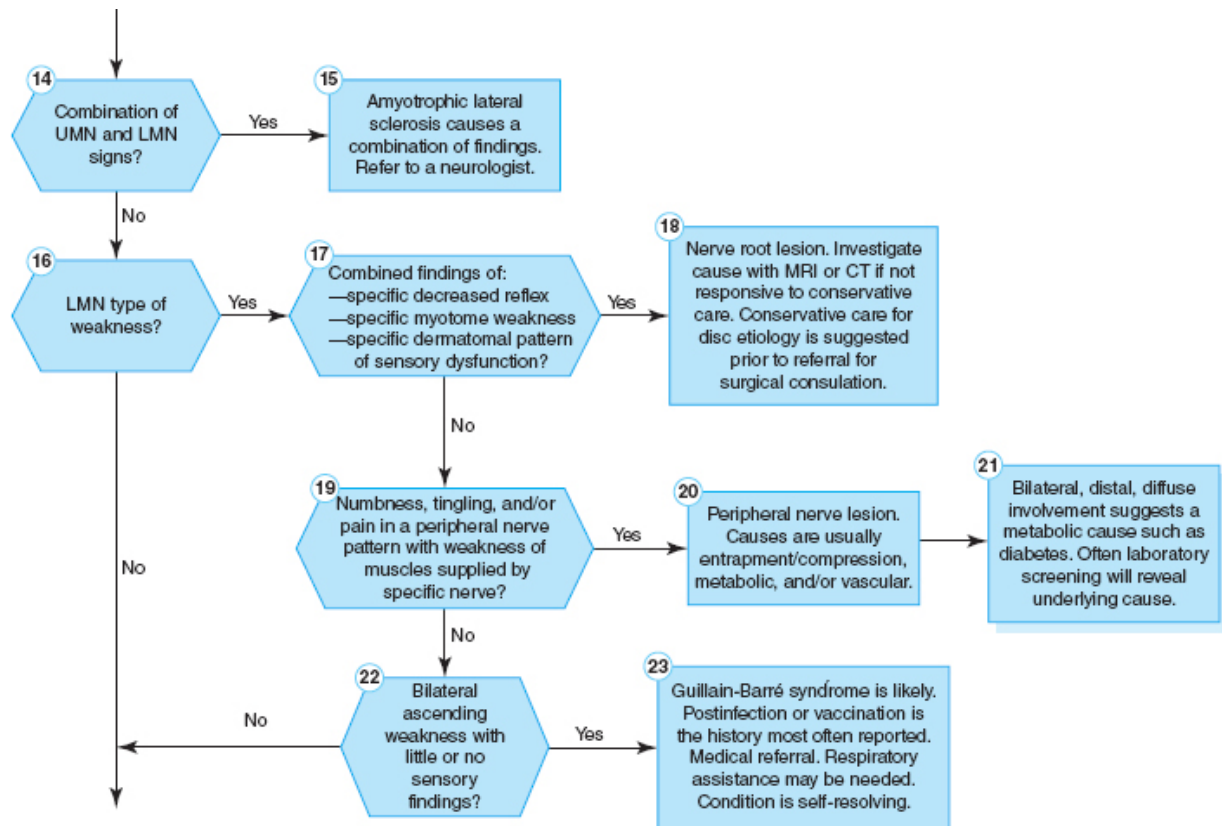 14
Combination of
UMN and LMN
signs?
Yes
15
Amyotrophic lateral
sclerosis causes a
combination of findings.
Refer to a neurologist.
No
16
LMN type of
weakness?
Yes
17
Combined findings of:
—specific decreased reflex
—specific myotome weakness
—specific dermatomal pattern
of sensory dysfunction?
Yes
18
Nerve root lesion. Investigate
cause with MRI or CT if not
responsive to conservative
care. Conservative care for
disc etiology is suggested
prior to referral for
surgical consulation.
No
No
19
Numbness, tingling, and/or
pain in a peripheral nerve
pattern with weakness of
muscles supplied by
specific nerve?
Yes
20
Peripheral nerve lesion.
Causes are usually
entrapment/compression,
metabolic, and/or vascular.
21
Bilateral, distal, diffuse
involvement suggests a
metabolic cause such as
diabetes. Often laboratory
screening will reveal
underlying cause.
No
22
Bilateral
ascending
weakness with
little or no
sensory
findings?
No
Yes
23
Guillain-Barré syndrome is likely.
Postinfection or vaccination is
the history most often reported.
Medical referral. Respiratory
assistance may be needed.
Condition is self-resolving.